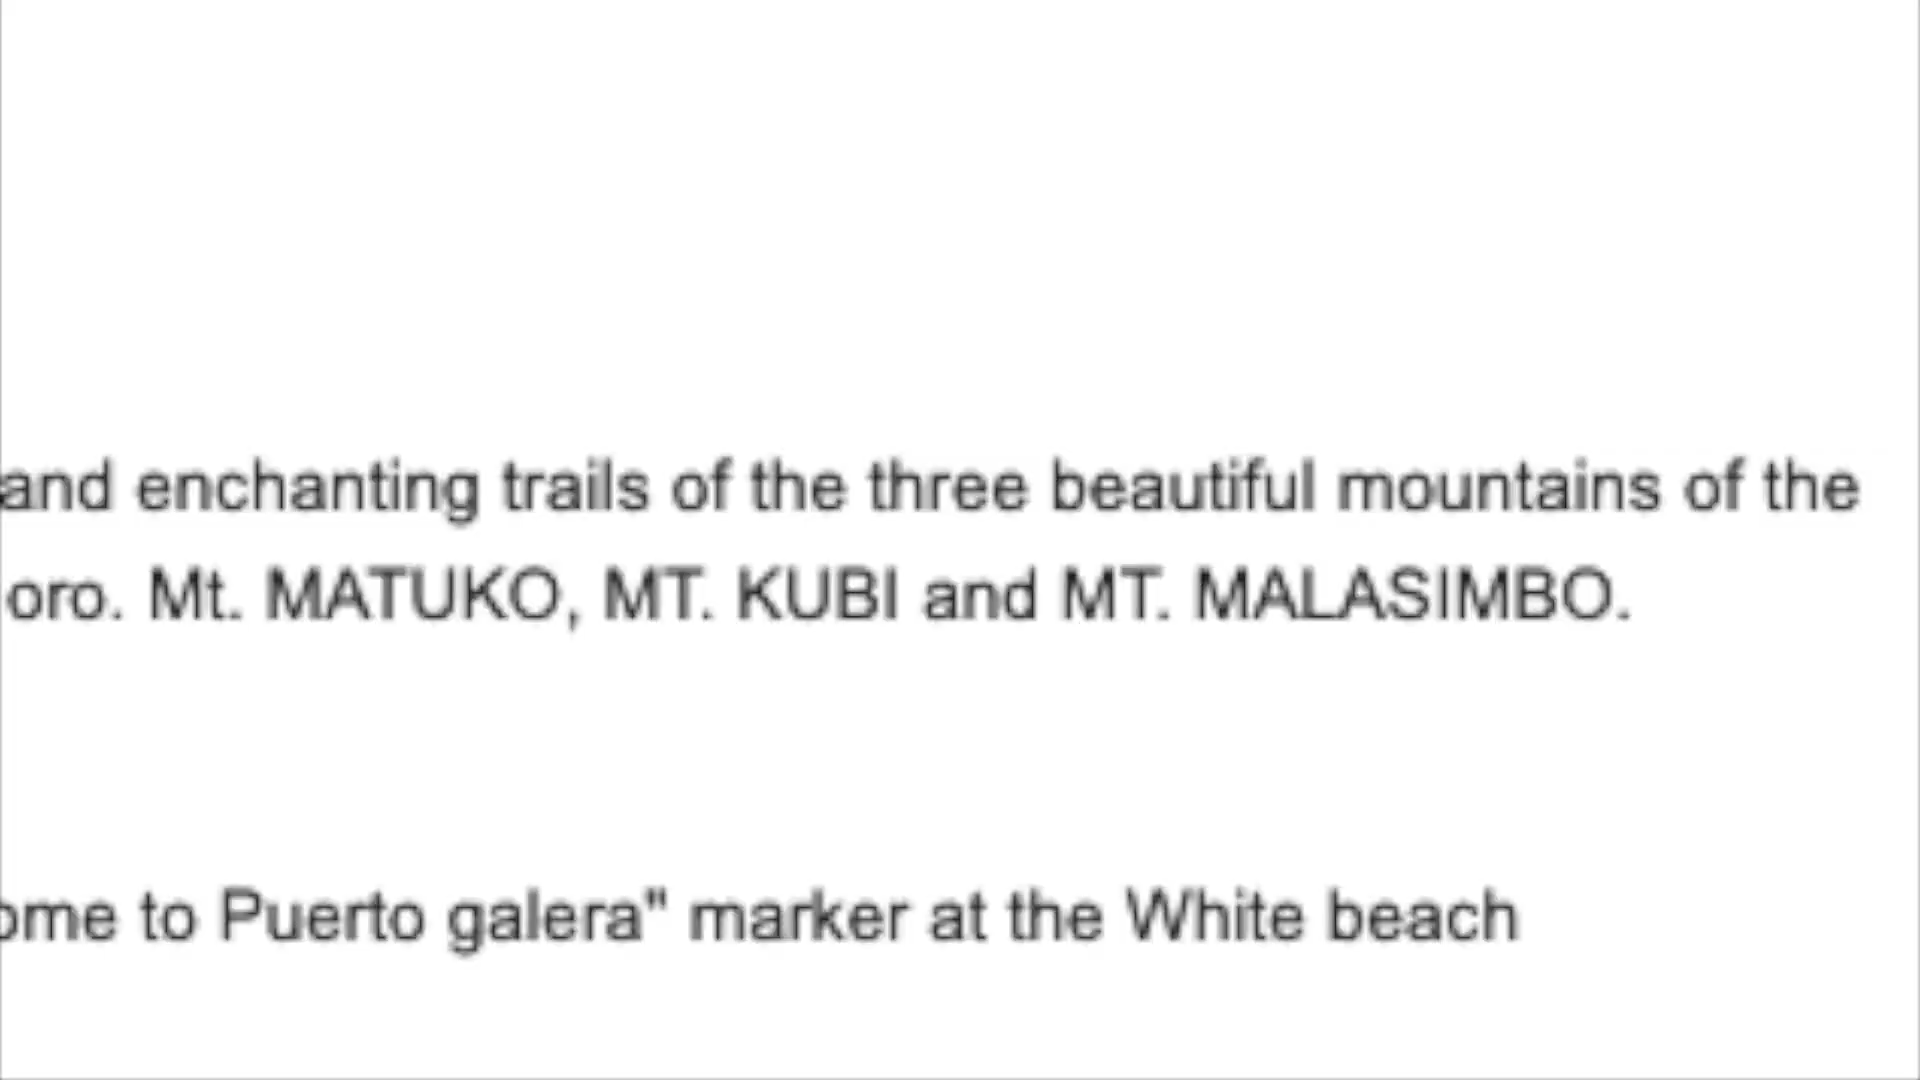 and enchanting trails of the three beautiful mountains of the
oro. Mt. MATUKO, MT. KUBI and MT. MALASIMBO.
ome to Puerto galera" marker at the White beach